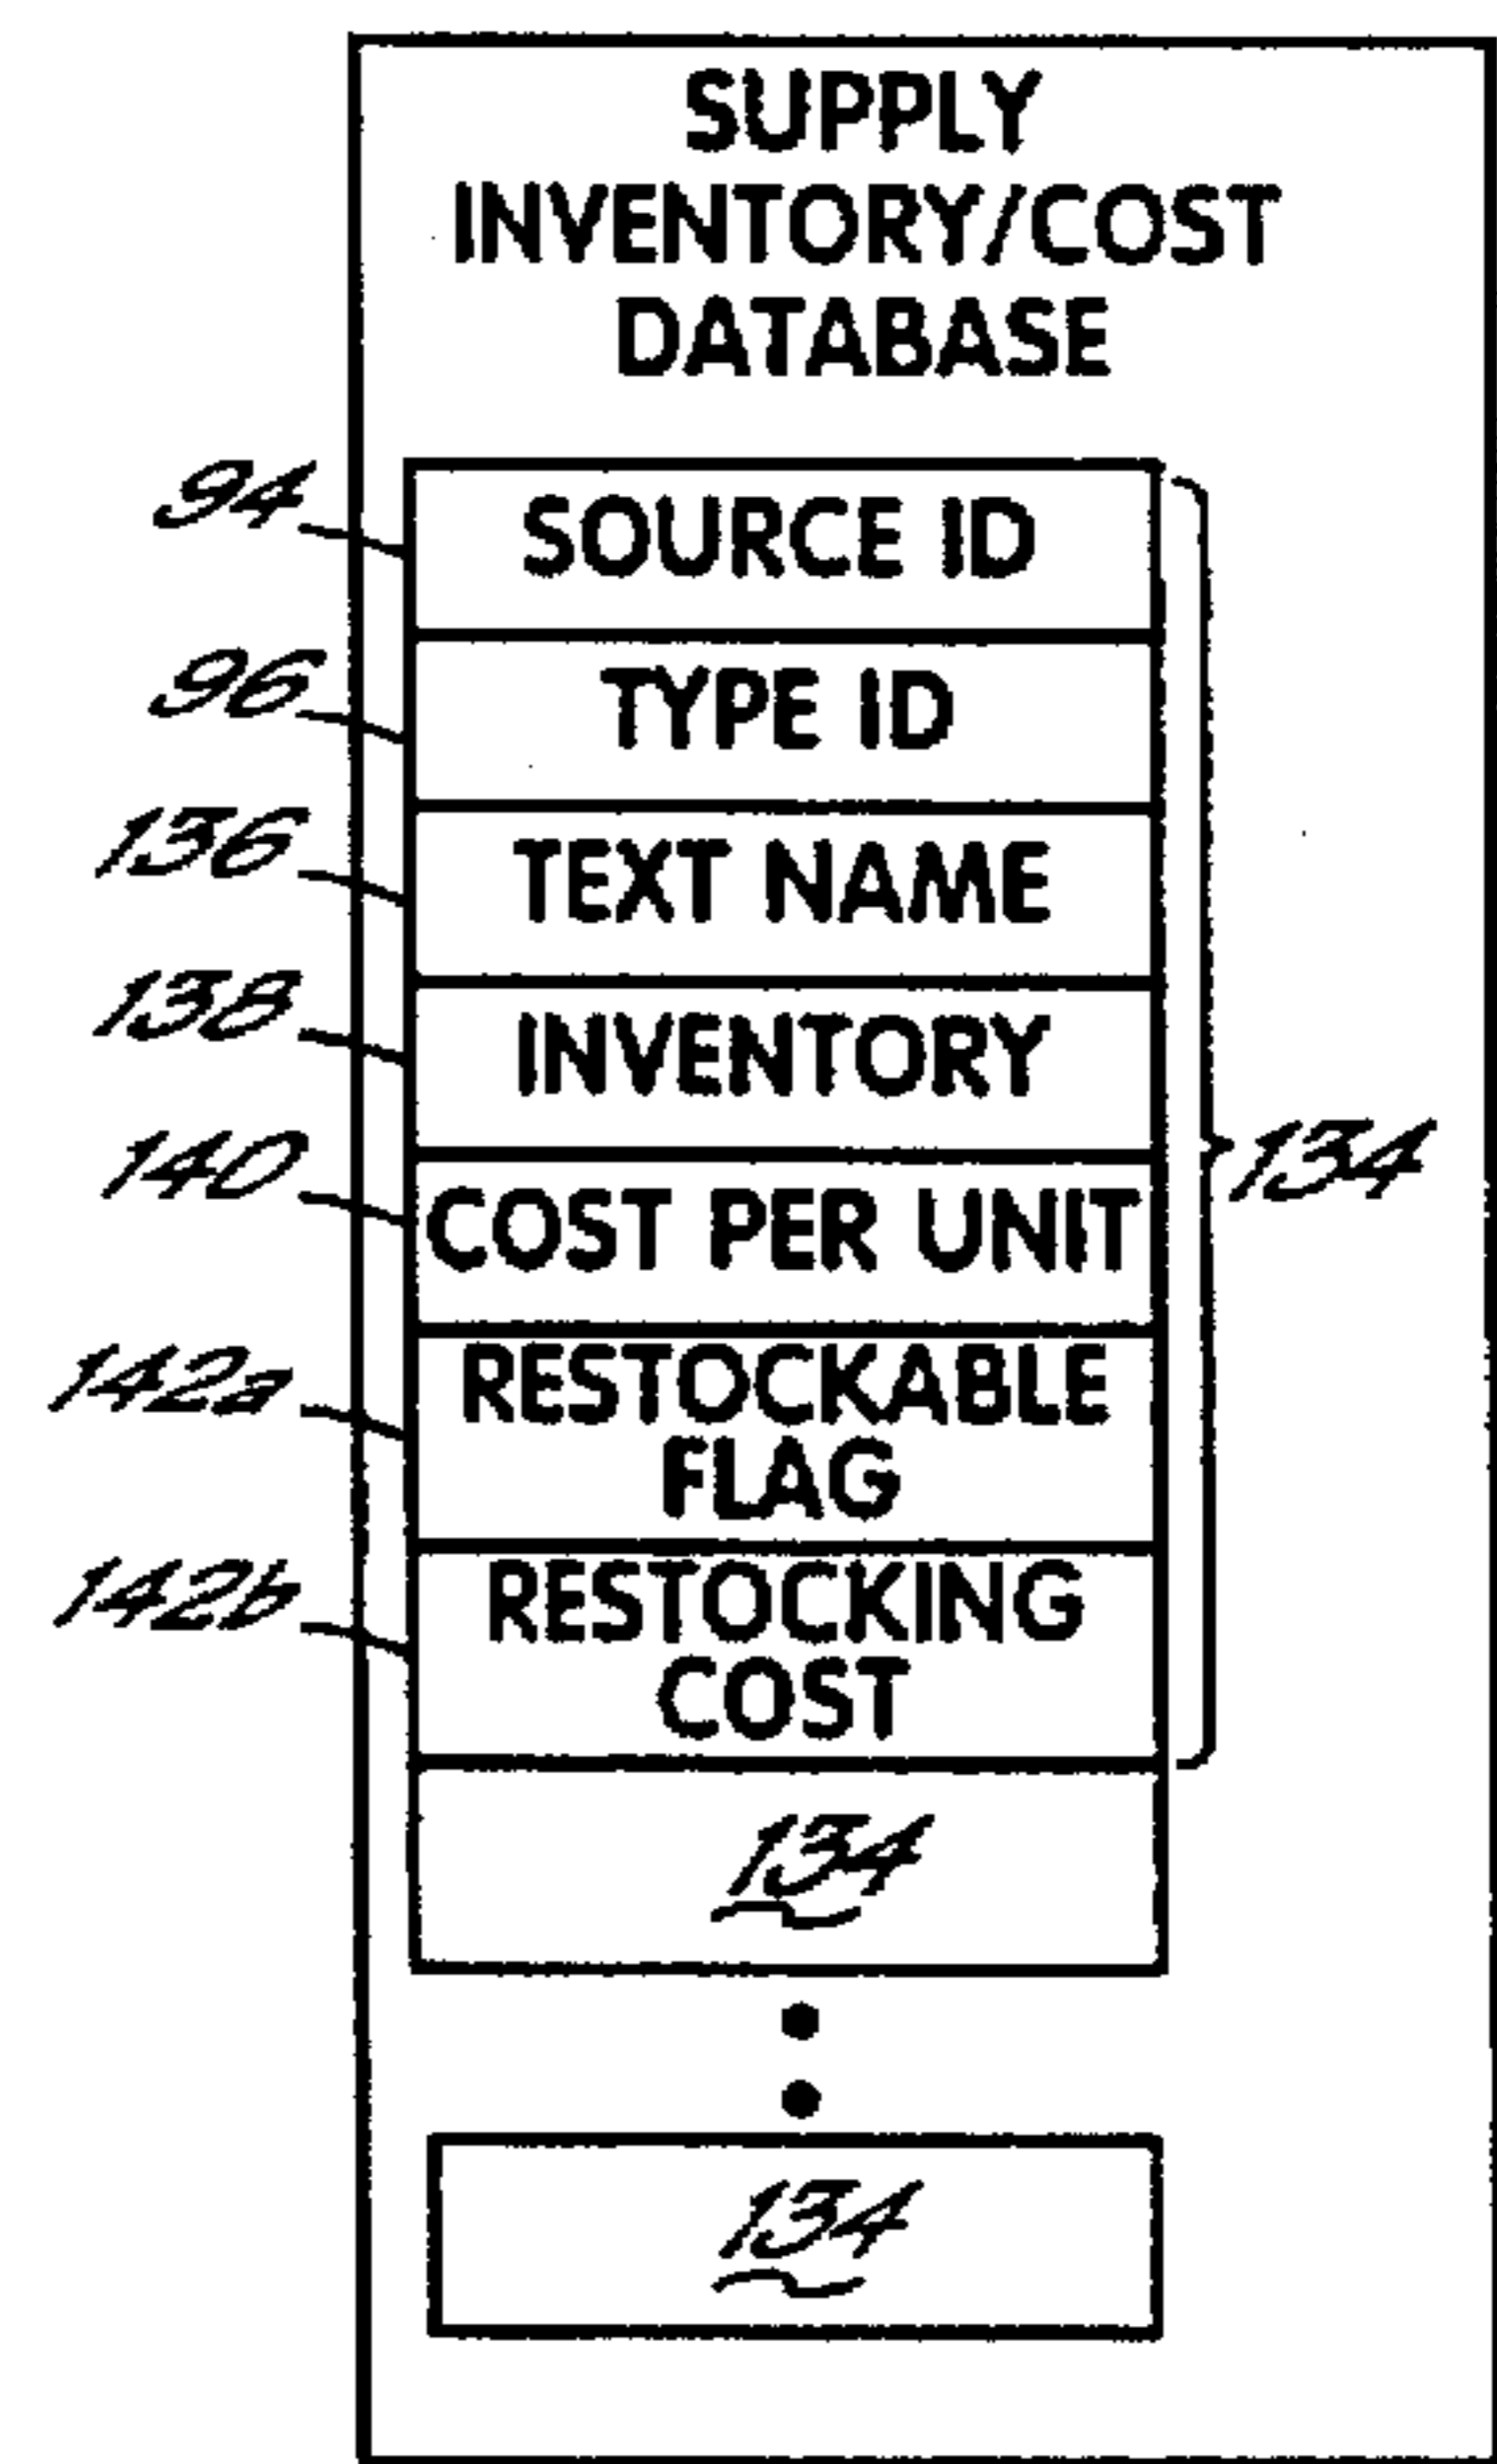 SUPPLY
INVENTORY/COST
DATABASE
94
SOURCE ID
96
TYPE ID
136
TEXT NAME
138
INVENTORY
134
140
COST PER UNIT
142a
RESTOCKABLE
FLAG
142b
RESTOCKING
COST
134
134